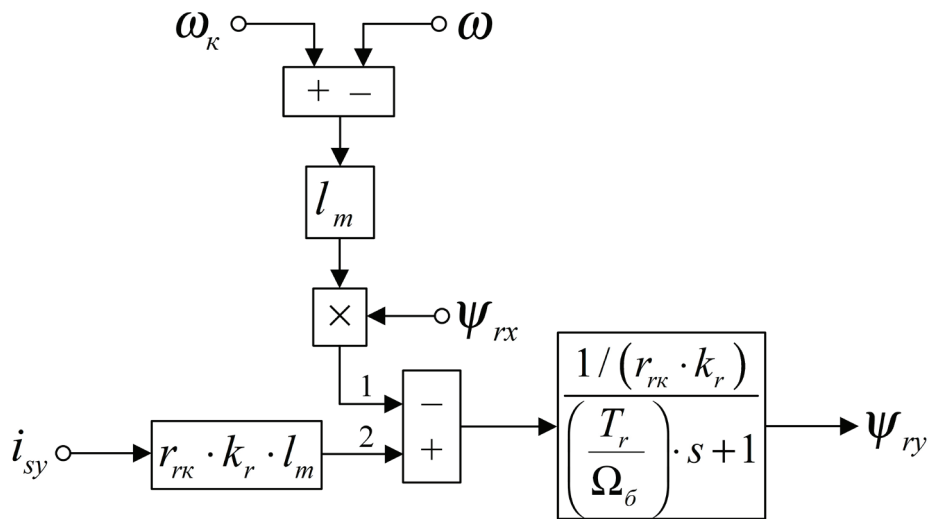 ω_к ω
+ −
l_m
×
ψ_rx
1
−
2
+
i_sy
r_rк · k_r · l_m
1 / (r_rк · k_r)
(T_r / Ω_б) · s + 1
ψ_ry